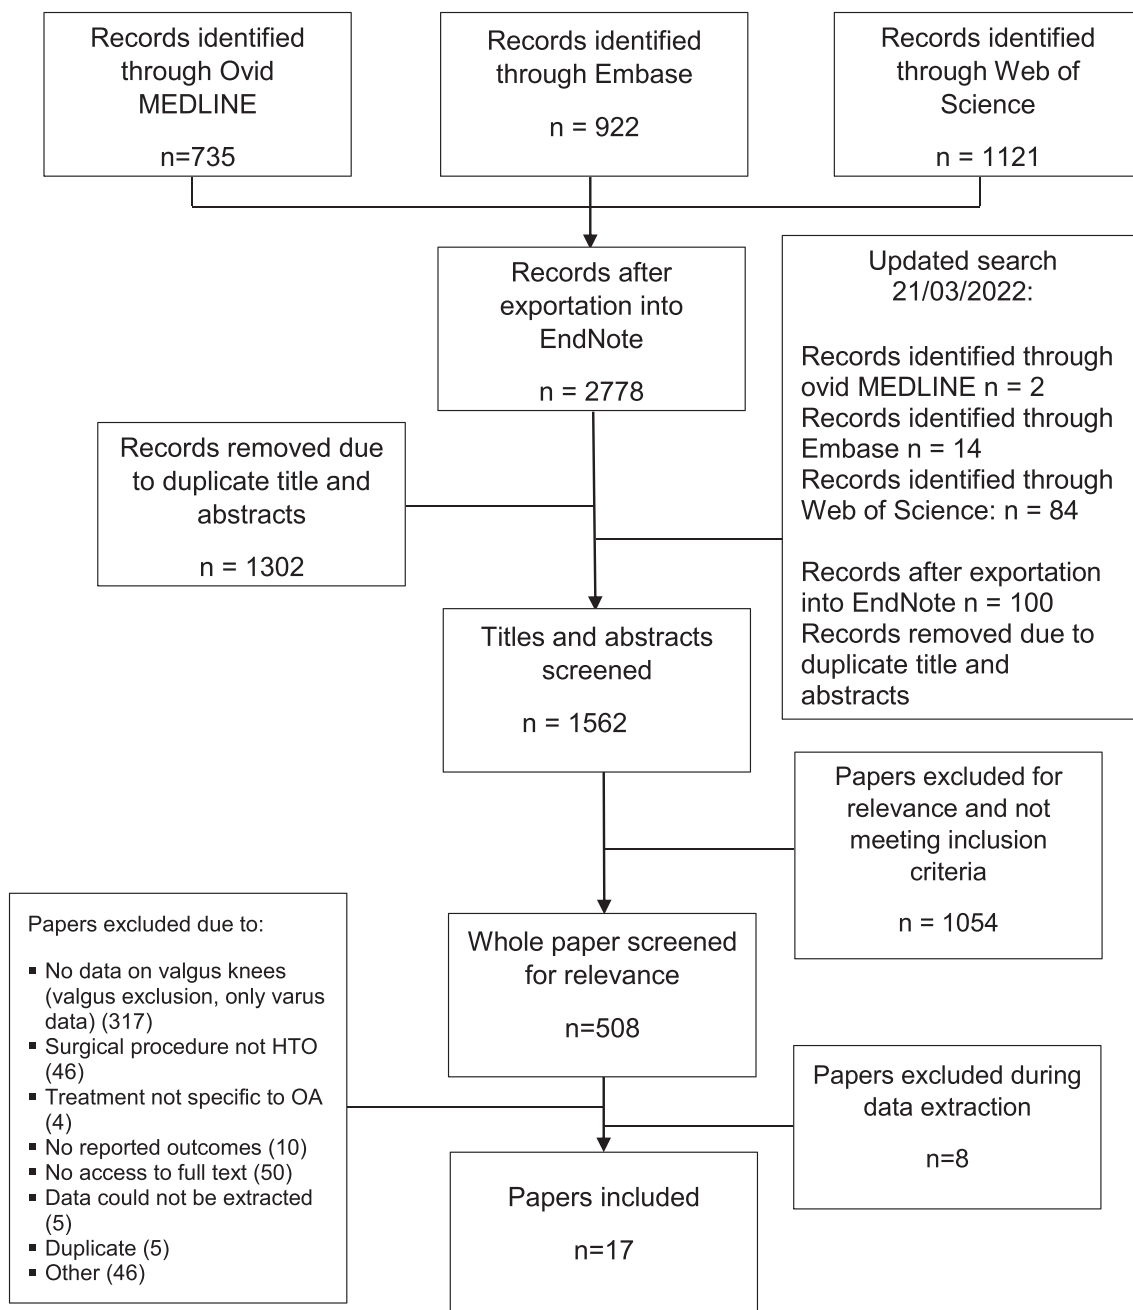 Records identified
through Ovid
MEDLINE
n=735
Records identified
through Embase
n = 922
Records identified
through Web of
Science
n = 1121
Records after
exportation into
EndNote
n = 2778
Updated search
21/03/2022:
Records identified through
ovid MEDLINE n = 2
Records identified through
Embase n = 14
Records identified through
Web of Science: n = 84
Records after exportation
into EndNote n = 100
Records removed due to
duplicate title and
abstracts
Records removed due
to duplicate title and
abstracts
n = 1302
Titles and abstracts
screened
n = 1562
Papers excluded for
relevance and not
meeting inclusion
criteria
n = 1054
Whole paper screened
for relevance
n=508
Papers excluded due to:
▪ No data on valgus knees
(valgus exclusion, only varus
data) (317)
▪ Surgical procedure not HTO
(46)
▪ Treatment not specific to OA
(4)
▪ No reported outcomes (10)
▪ No access to full text (50)
▪ Data could not be extracted
(5)
▪ Duplicate (5)
▪ Other (46)
Papers excluded during
data extraction
n=8
Papers included
n=17